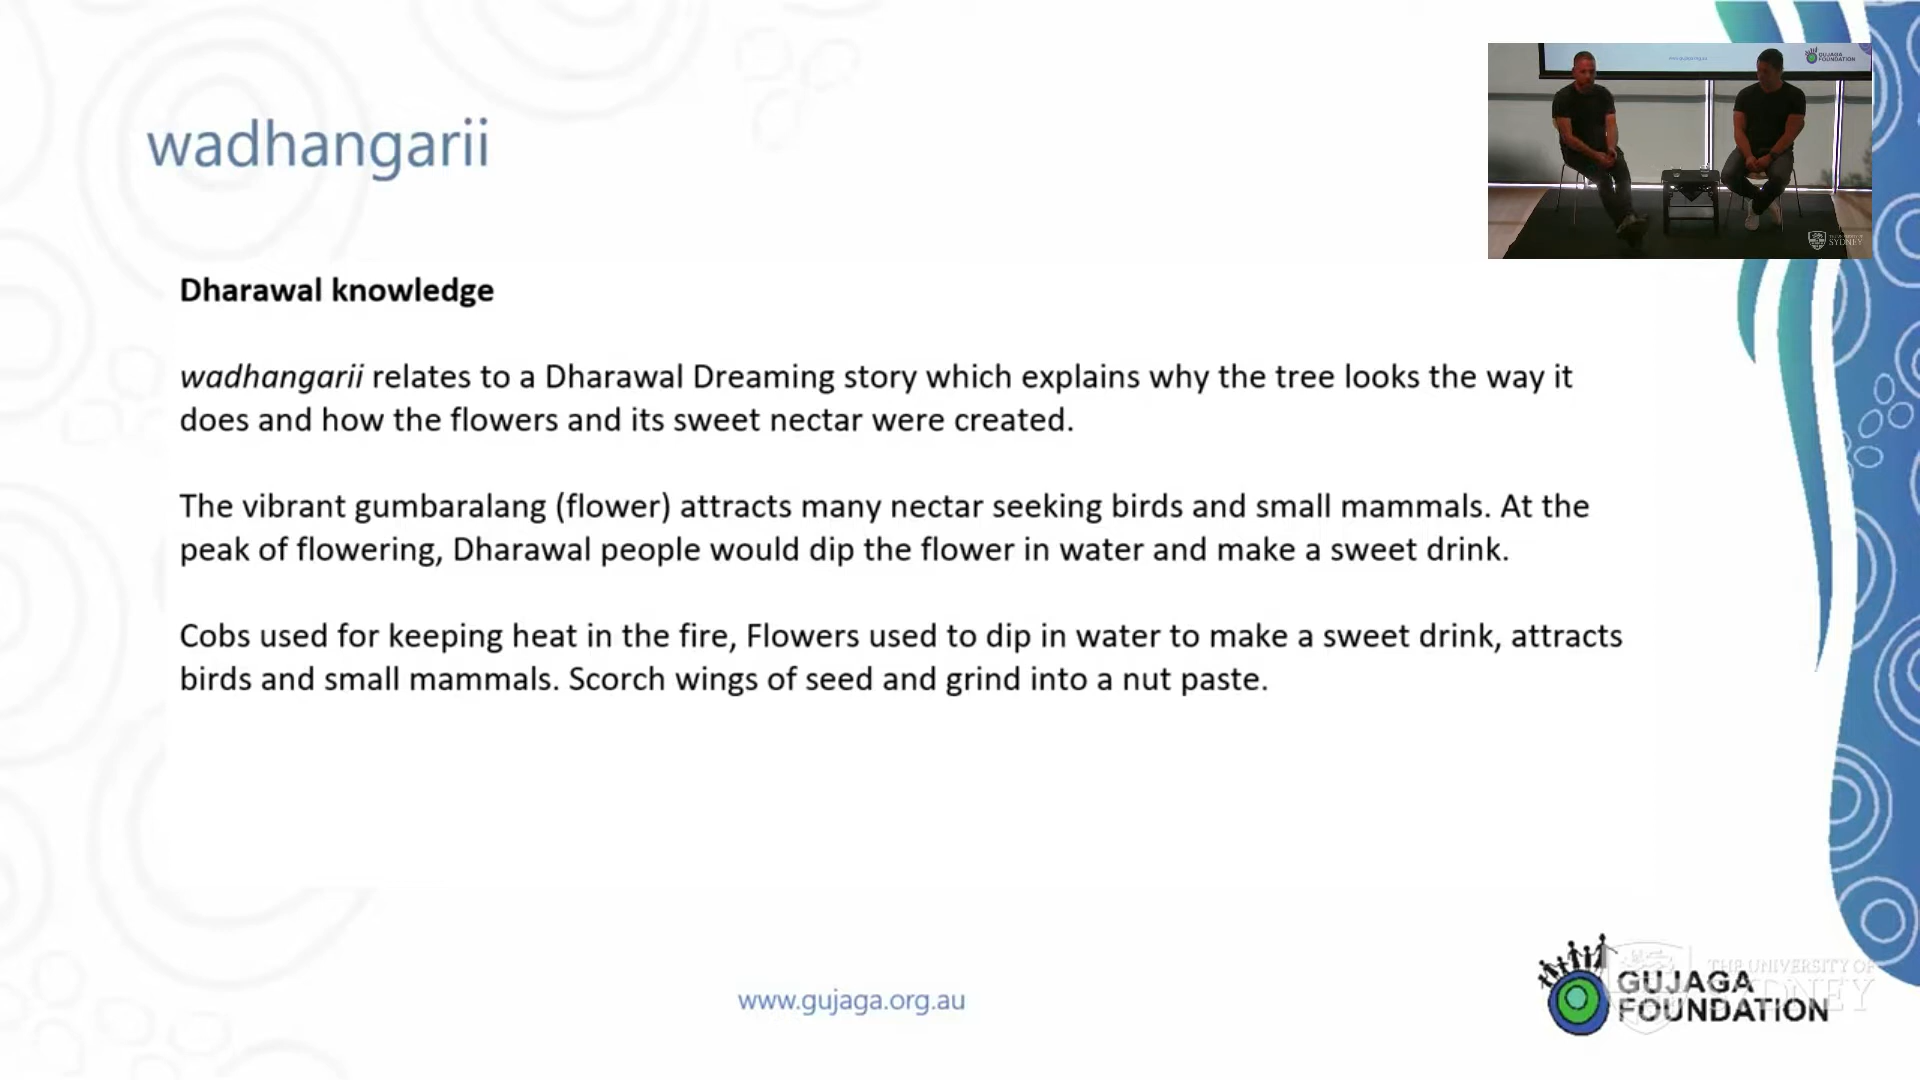 wadhangarii
Dharawal knowledge
wadhangarii relates to a Dharawal Dreaming story which explains why the tree looks the way it
does and how the flowers and its sweet nectar were created.
The vibrant gumbaralang (flower) attracts many nectar seeking birds and small mammals. At the
peak of flowering, Dharawal people would dip the flower in water and make a sweet drink.
Cobs used for keeping heat in the fire, Flowers used to dip in water to make a sweet drink, attracts
birds and small mammals. Scorch wings of seed and grind into a nut paste.
www.gujaga.org.au
GUJAGA
FOUNDATION
THE UNIVERSITY OF
SYDNEY
GUJAGA
FOUNDATION
SYDNEY